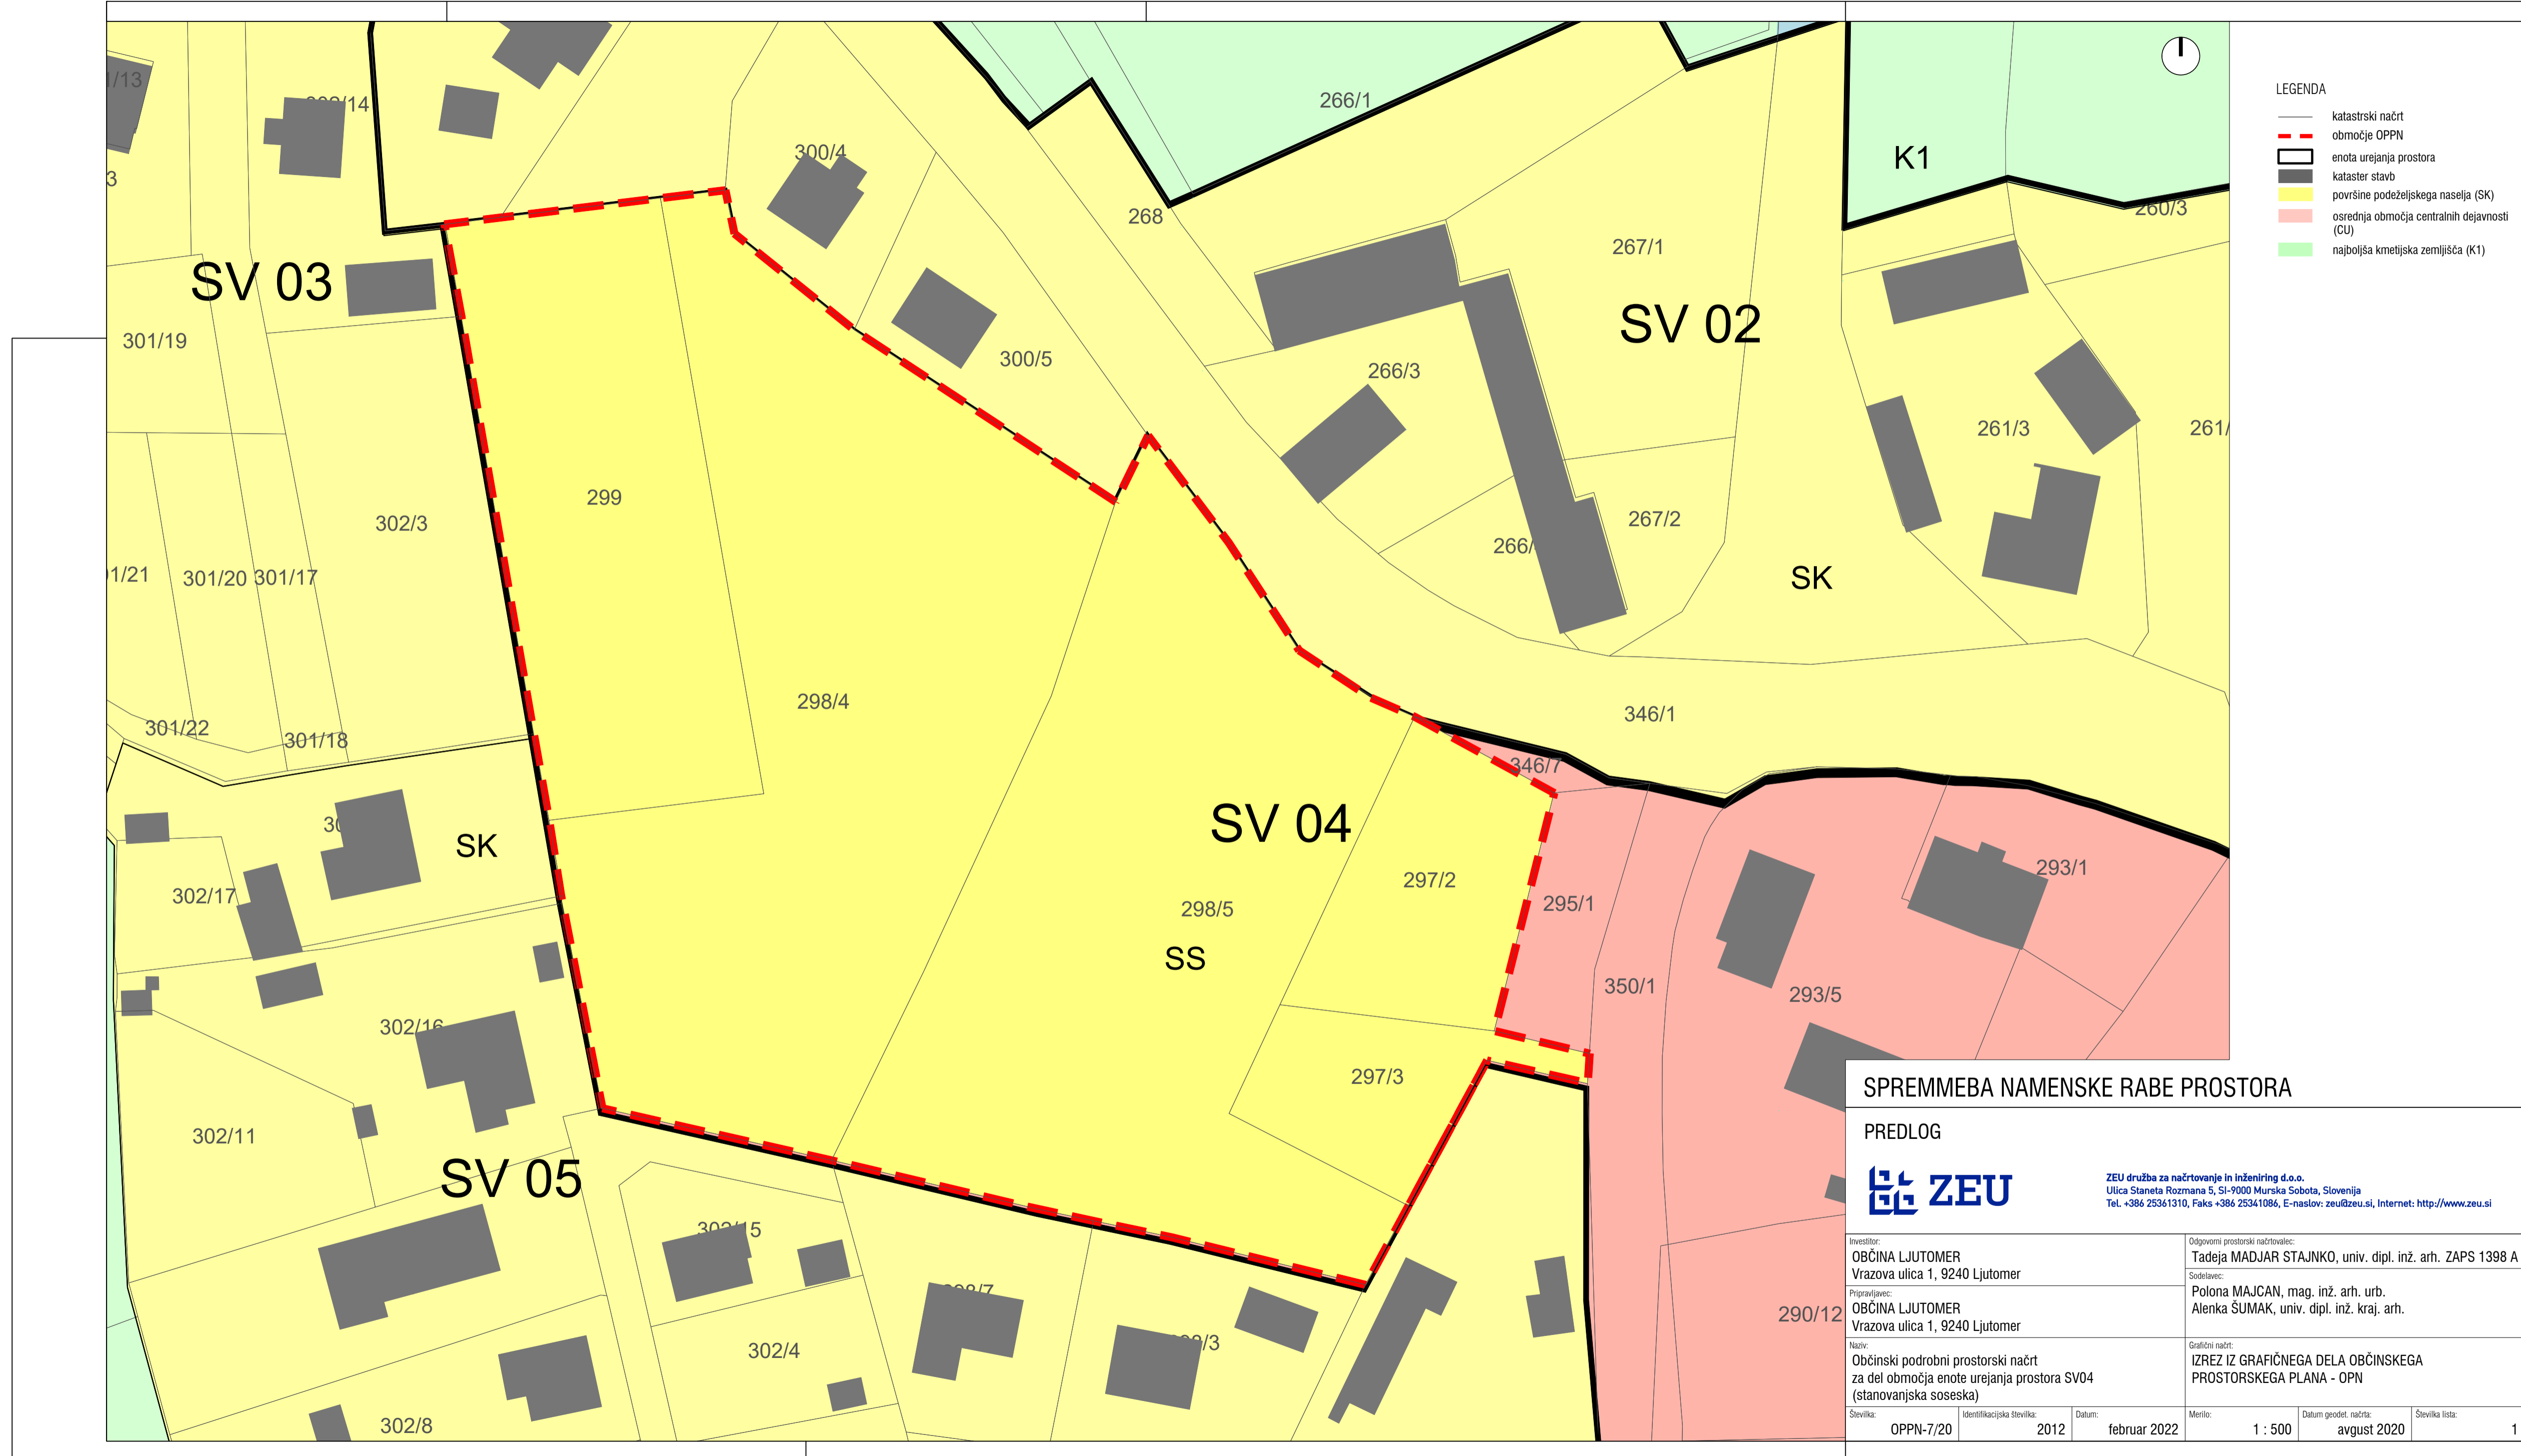 LEGENDA
katastrski načrt
območje OPPN
enota urejanja prostora
kataster stavb
površine podeželjskega naselja (SK)
osrednja območja centralnih dejavnosti
(CU)
najboljša kmetijska zemljišča (K1)
266/1
300/4
K1
268
260/3
267/1
SV 03
SV 02
301/19
300/5
266/3
261/3
299
302/3
267/2
301/20
301/17
SK
298/4
346/1
301/22
301/18
346/7
SV 04
SK
293/1
297/2
302/17
298/5
295/1
SS
350/1
293/5
302/16
297/3
302/11
SV 05
302/4
290/12
302/8
SPREMMEBA NAMENSKE RABE PROSTORA
PREDLOG
ZEU
ZEU družba za načrtovanje in inženiring d.o.o.
Ulica Staneta Rozmana 5, SI-9000 Murska Sobota, Slovenija
Tel. +386 25361310, Faks +386 25341086, E-naslov: zeu@zeu.si, Internet: http://www.zeu.si
Investitor:
OBČINA LJUTOMER
Vrazova ulica 1, 9240 Ljutomer
Odgovorni prostorski načrtovalec:
Tadeja MADJAR STAJNKO, univ. dipl. inž. arh. ZAPS 1398 A
Sodelavec:
Polona MAJCAN, mag. inž. arh. urb.
Alenka ŠUMAK, univ. dipl. inž. kraj. arh.
Pripravljavec:
OBČINA LJUTOMER
Vrazova ulica 1, 9240 Ljutomer
Naziv:
Občinski podrobni prostorski načrt
za del območja enote urejanja prostora SV04
(stanovanjska soseska)
Grafični načrt:
IZREZ IZ GRAFIČNEGA DELA OBČINSKEGA
PROSTORSKEGA PLANA - OPN
Številka:
OPPN-7/20
Identifikacijska številka:
2012
Datum:
februar 2022
Merilo:
1 : 500
Datum geodet. načrta:
avgust 2020
Številka lista:
1